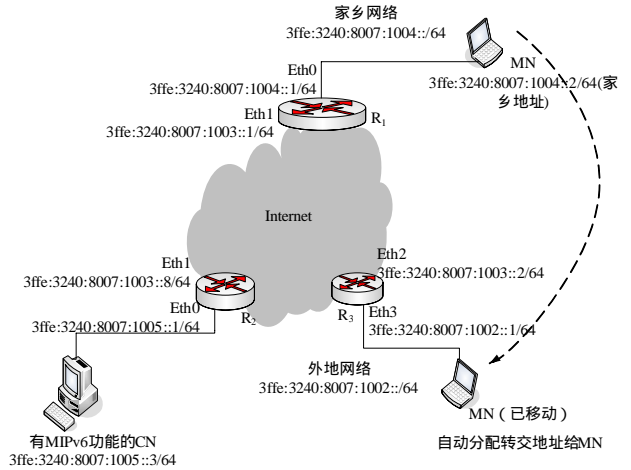 家乡网络
3ffe:3240:8007:1004::/64
MN
3ffe:3240:8007:1004::2/64(家
乡地址)
Eth0
3ffe:3240:8007:1004::1/64
Eth1
R1
3ffe:3240:8007:1003::1/64
Internet
Eth1
3ffe:3240:8007:1003::8/64
Eth0
R2
3ffe:3240:8007:1005::1/64
Eth2
3ffe:3240:8007:1003::2/64
R3
Eth3
3ffe:3240:8007:1002::1/64
外地网络
3ffe:3240:8007:1002::/64
MN（已移动）
自动分配转交地址给MN
有MIPv6功能的CN
3ffe:3240:8007:1005::3/64